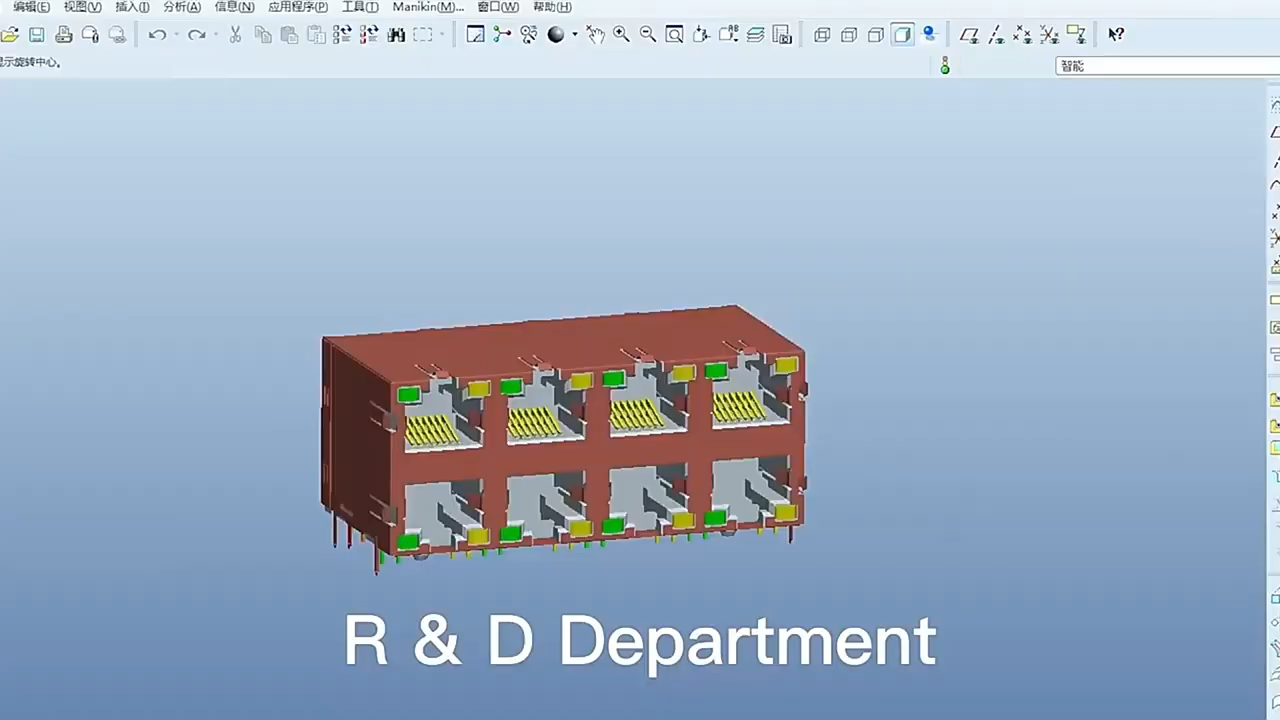 编辑(E) 视图(V) 插入(I) 分析(A) 信息(N) 应用程序(P) 工具(T) Manikin(M)... 窗口(W) 帮助(H)
显示旋转中心。
智能
R & D Department